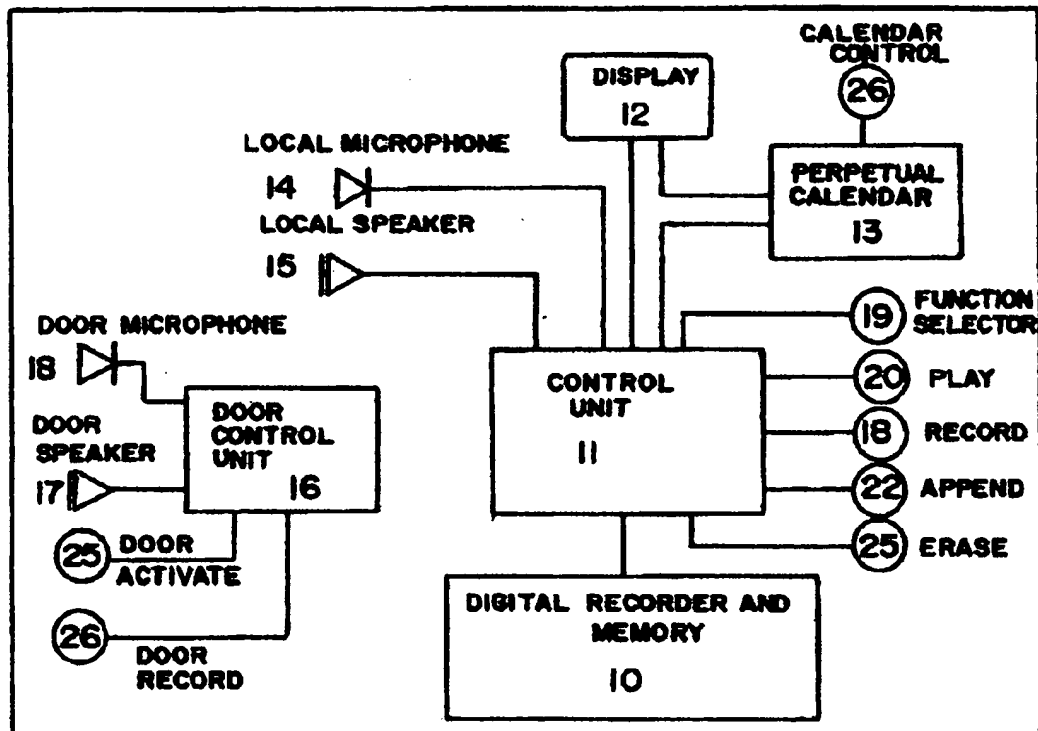 CALENDAR
CONTROL
26
DISPLAY
12
PERPETUAL
CALENDAR
13
LOCAL MICROPHONE
14
LOCAL SPEAKER
15
DOOR MICROPHONE
18
DOOR
SPEAKER
17
DOOR
CONTROL
UNIT
16
25
DOOR
ACTIVATE
26
DOOR
RECORD
CONTROL
UNIT
11
19
FUNCTION
SELECTOR
20
PLAY
18
RECORD
22
APPEND
25
ERASE
DIGITAL RECORDER AND
MEMORY
10